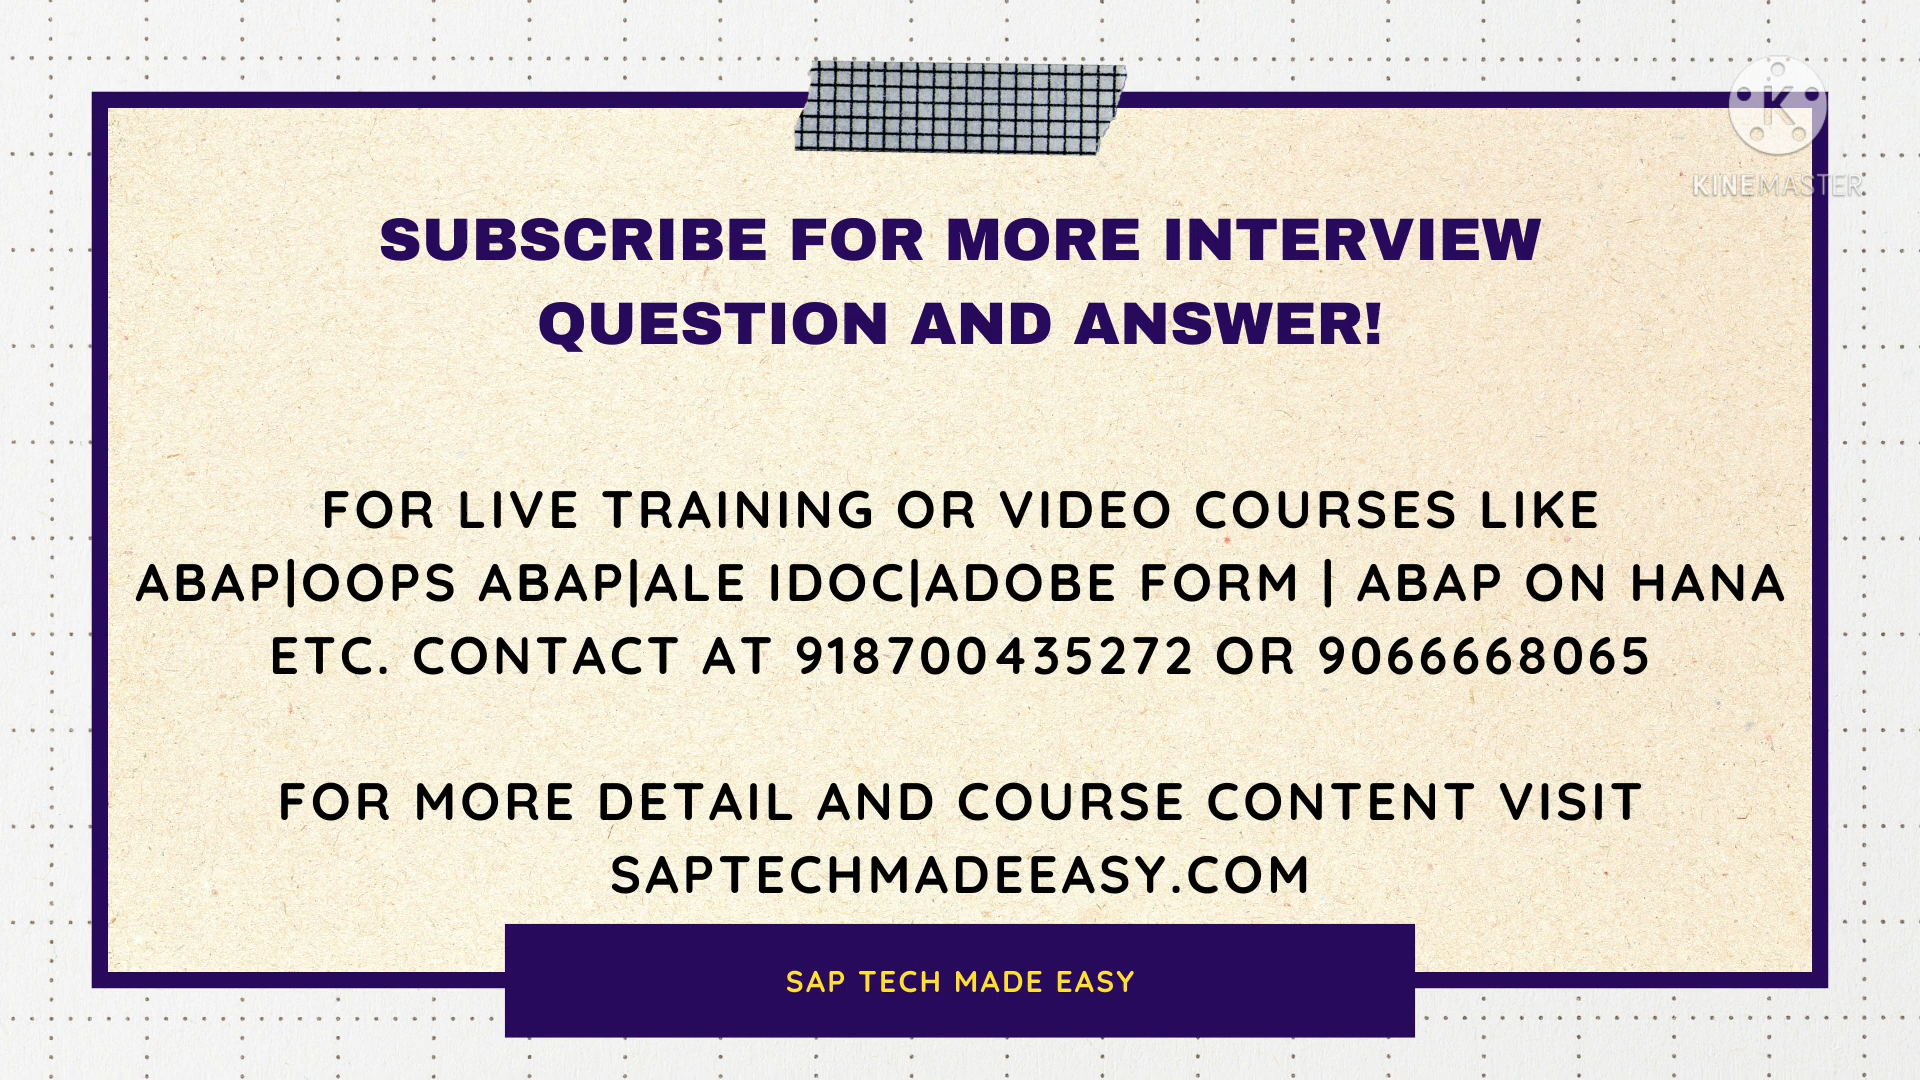 K
KINEMASTER
SUBSCRIBE FOR MORE INTERVIEW
QUESTION AND ANSWER!
FOR LIVE TRAINING OR VIDEO COURSES LIKE
ABAP|OOPS ABAP|ALE IDOC|ADOBE FORM | ABAP ON HANA
ETC. CONTACT AT 918700435272 OR 9066668065
FOR MORE DETAIL AND COURSE CONTENT VISIT
SAPTECHMADEEASY.COM
SAP TECH MADE EASY